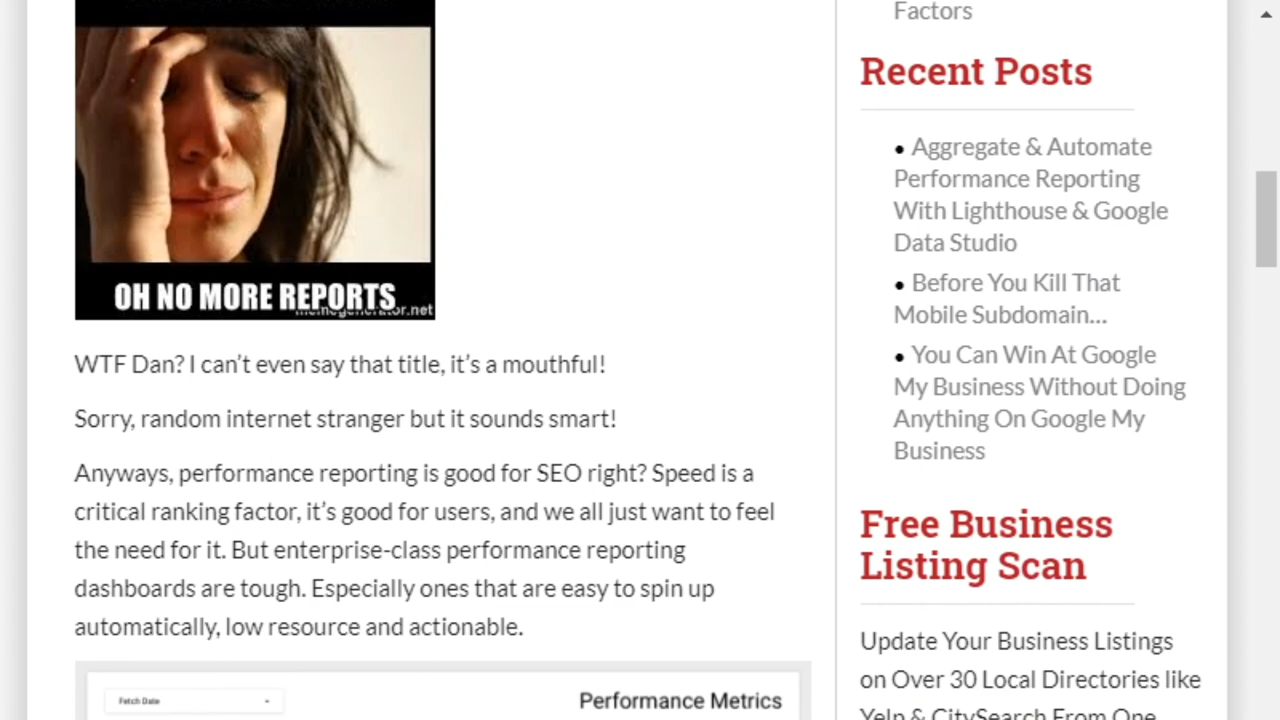 OH NO MORE REPORTS
memegenerator.net
WTF Dan? I can’t even say that title, it’s a mouthful!
Sorry, random internet stranger but it sounds smart!
Anyways, performance reporting is good for SEO right? Speed is a
critical ranking factor, it’s good for users, and we all just want to feel
the need for it. But enterprise-class performance reporting
dashboards are tough. Especially ones that are easy to spin up
automatically, low resource and actionable.
Fetch Date
Performance Metrics
Factors
Recent Posts
• Aggregate & Automate
Performance Reporting
With Lighthouse & Google
Data Studio
• Before You Kill That
Mobile Subdomain...
• You Can Win At Google
My Business Without Doing
Anything On Google My
Business
Free Business
Listing Scan
Update Your Business Listings
on Over 30 Local Directories like
Yelp & CitySearch From One